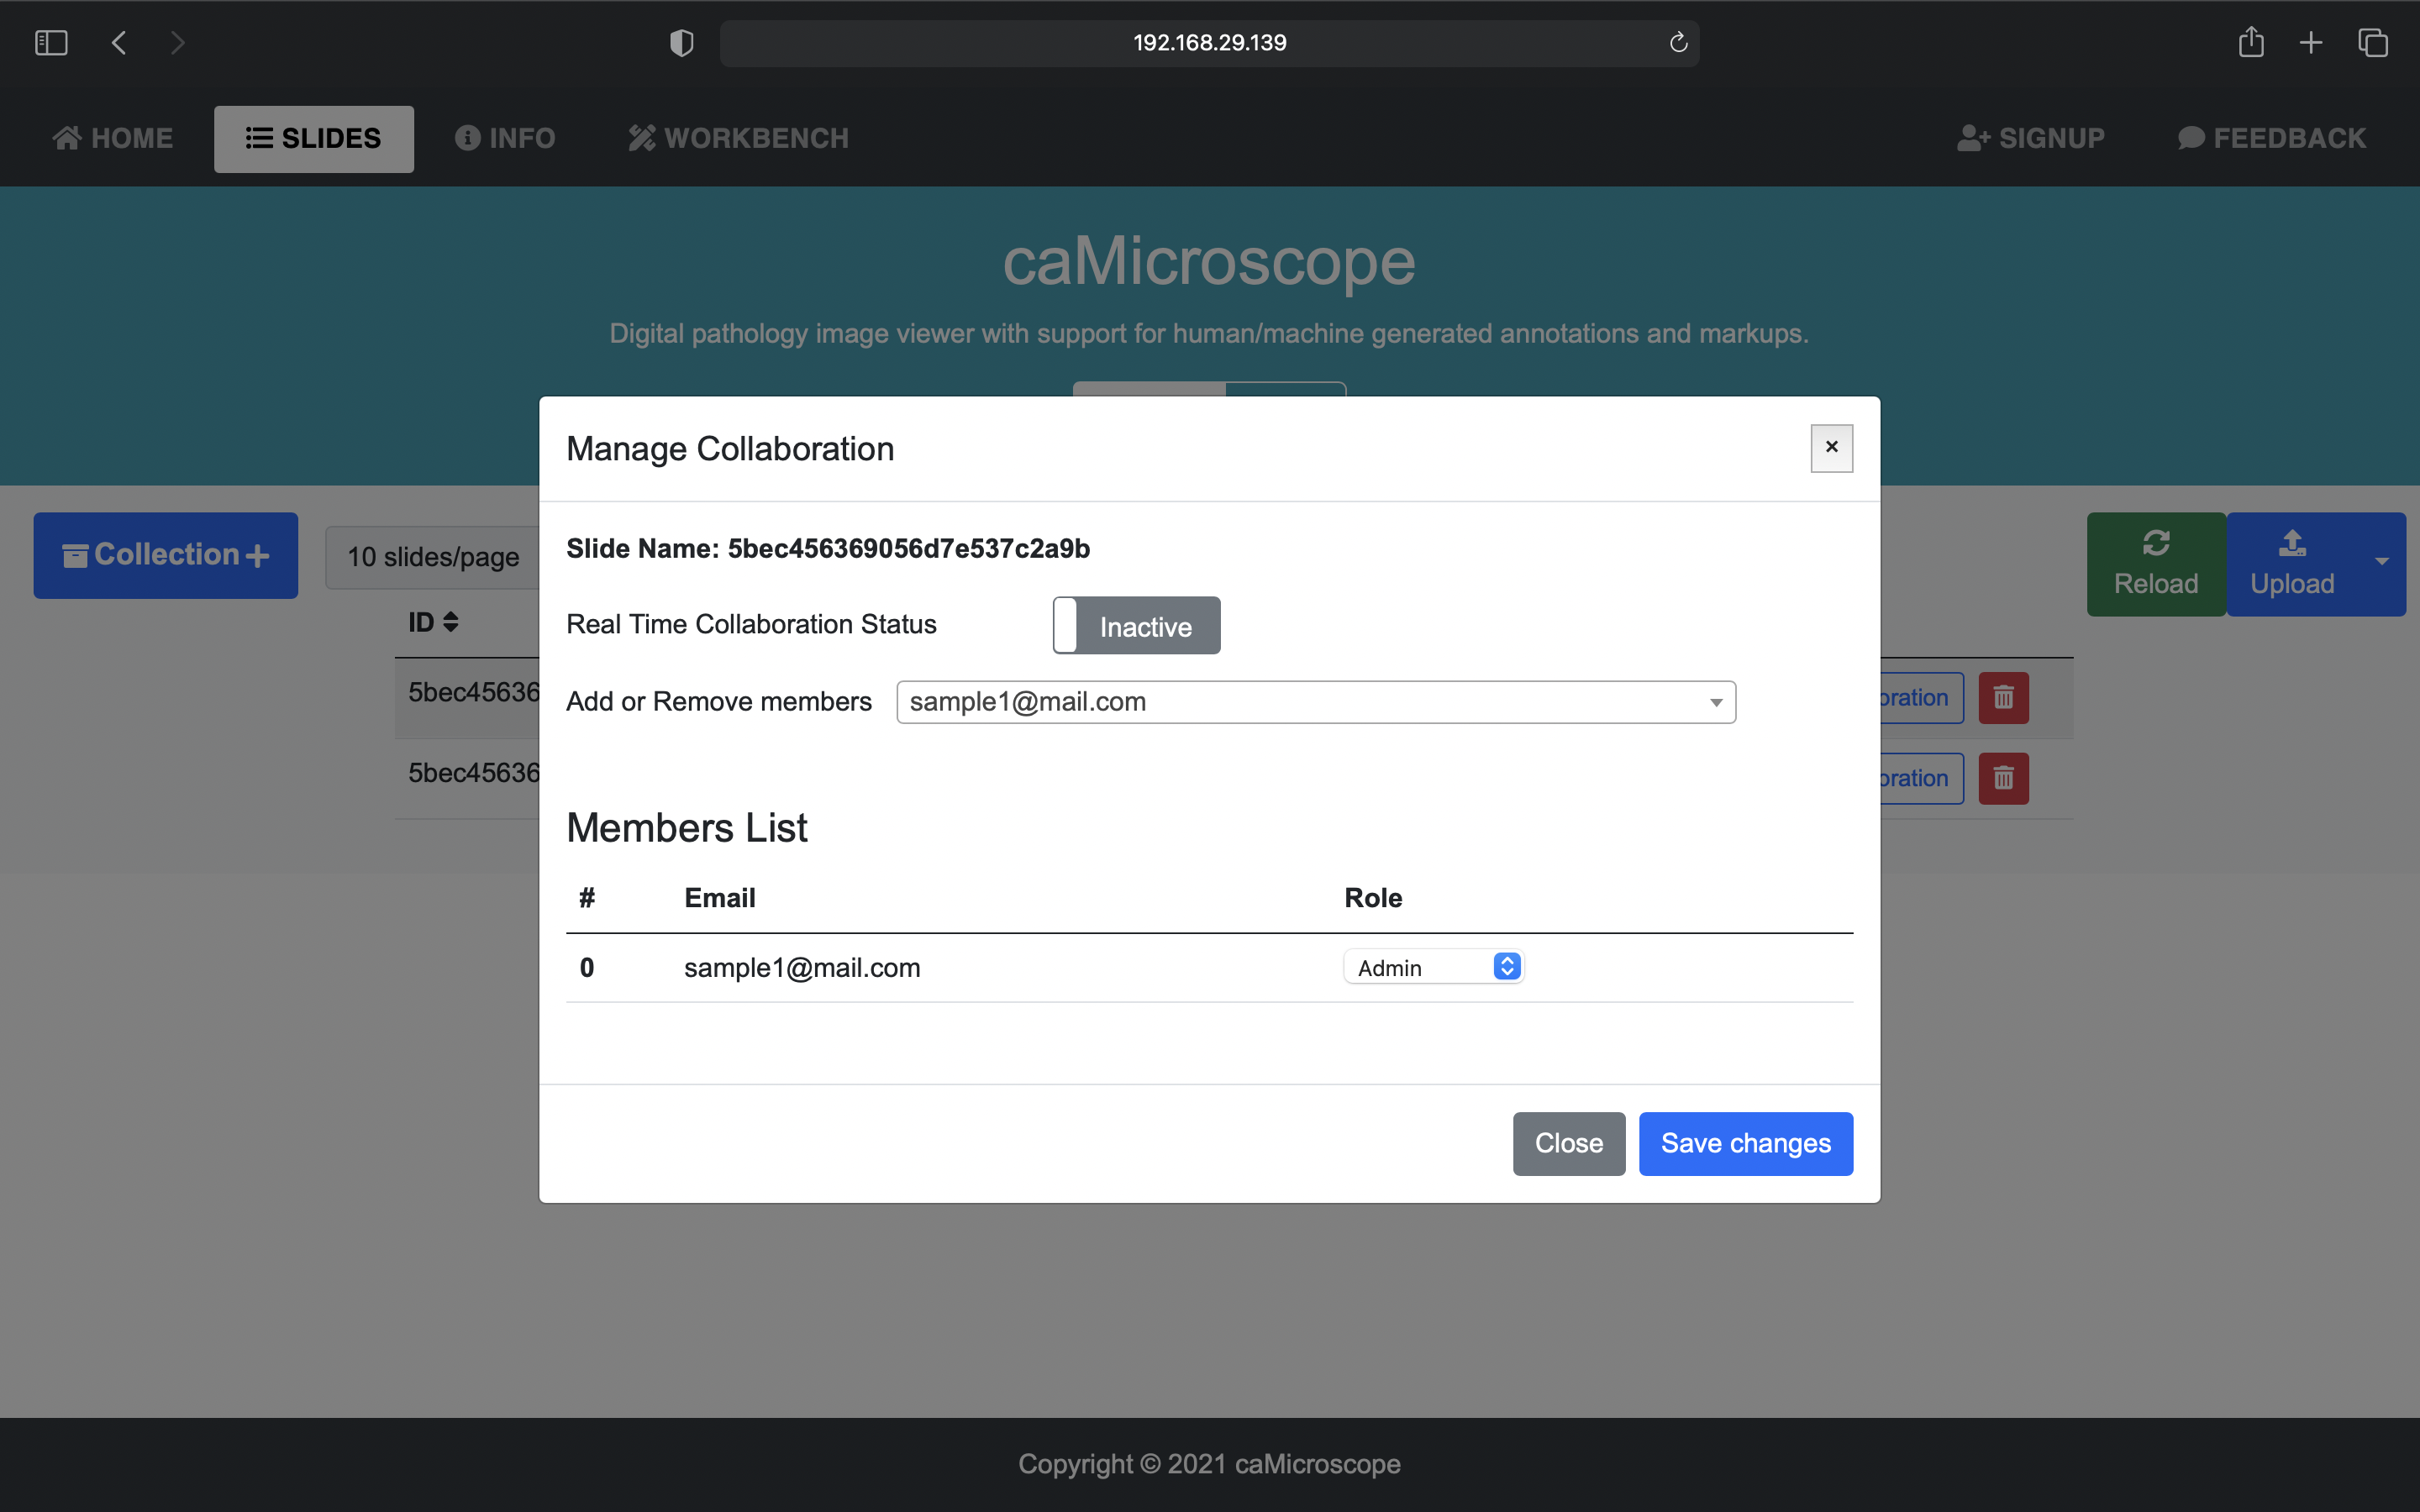 192.168.29.139
HOME SLIDES INFO WORKBENCH SIGNUP FEEDBACK
caMicroscope
Digital pathology image viewer with support for human/machine generated annotations and markups.
Manage Collaboration
×
Slide Name: 5bec456369056d7e537c2a9b
Collection+ 10 slides/page
Reload Upload
ID
Real Time Collaboration Status Inactive
5bec45636
Add or Remove members sample1@mail.com
oration
5bec45636
oration
Members List
# Email Role
0 sample1@mail.com Admin
Close Save changes
Copyright © 2021 caMicroscope